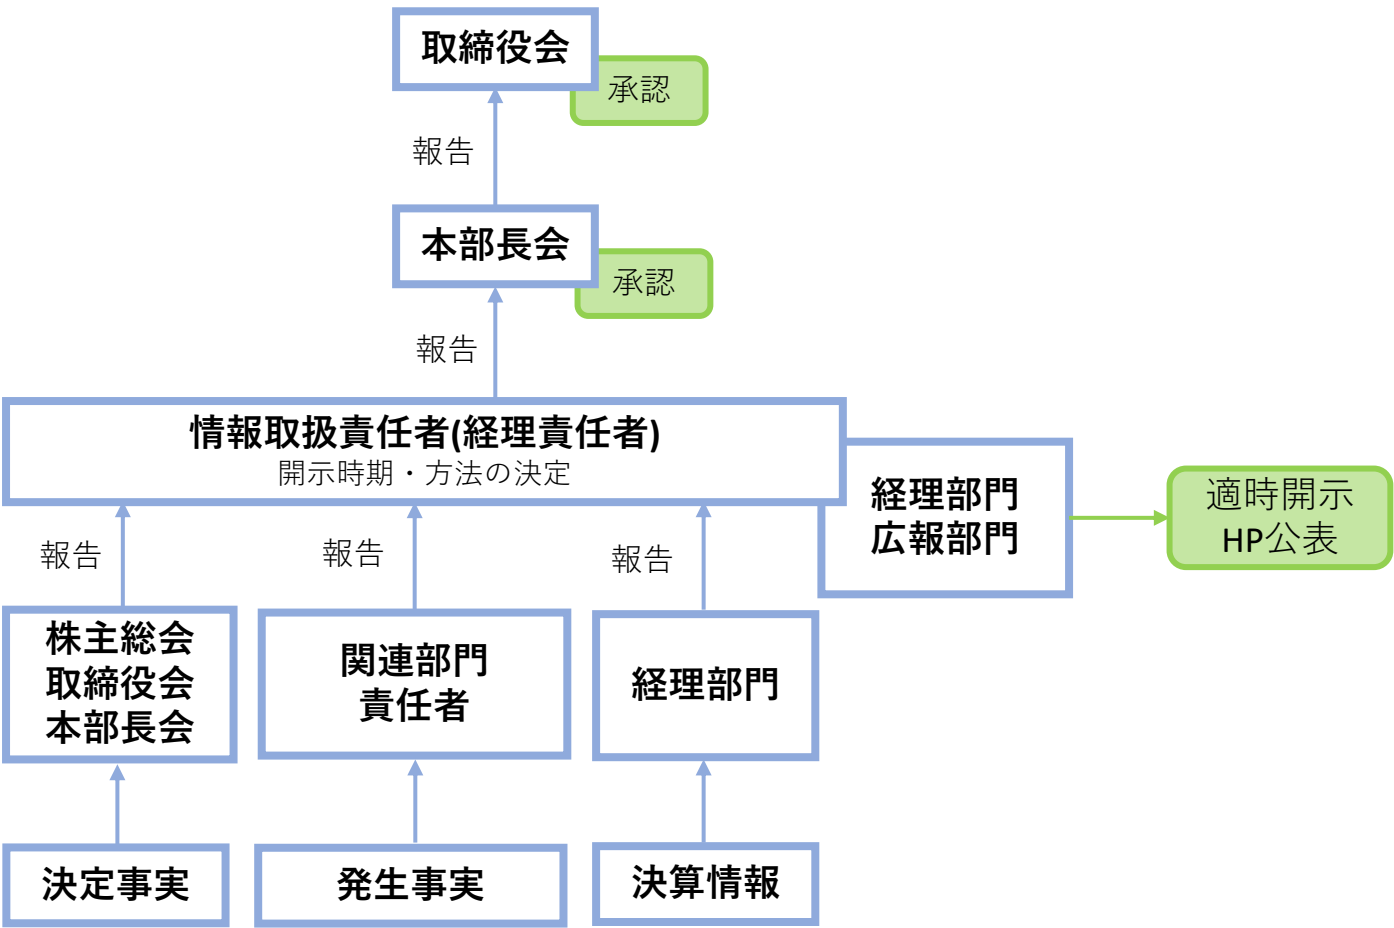 取締役会
承認
報告
本部長会
承認
報告
情報取扱責任者(経理責任者)
開示時期・方法の決定
経理部門
広報部門
適時開示
HP公表
報告
報告
報告
株主総会
取締役会
本部長会
関連部門
責任者
経理部門
決定事実
発生事実
決算情報